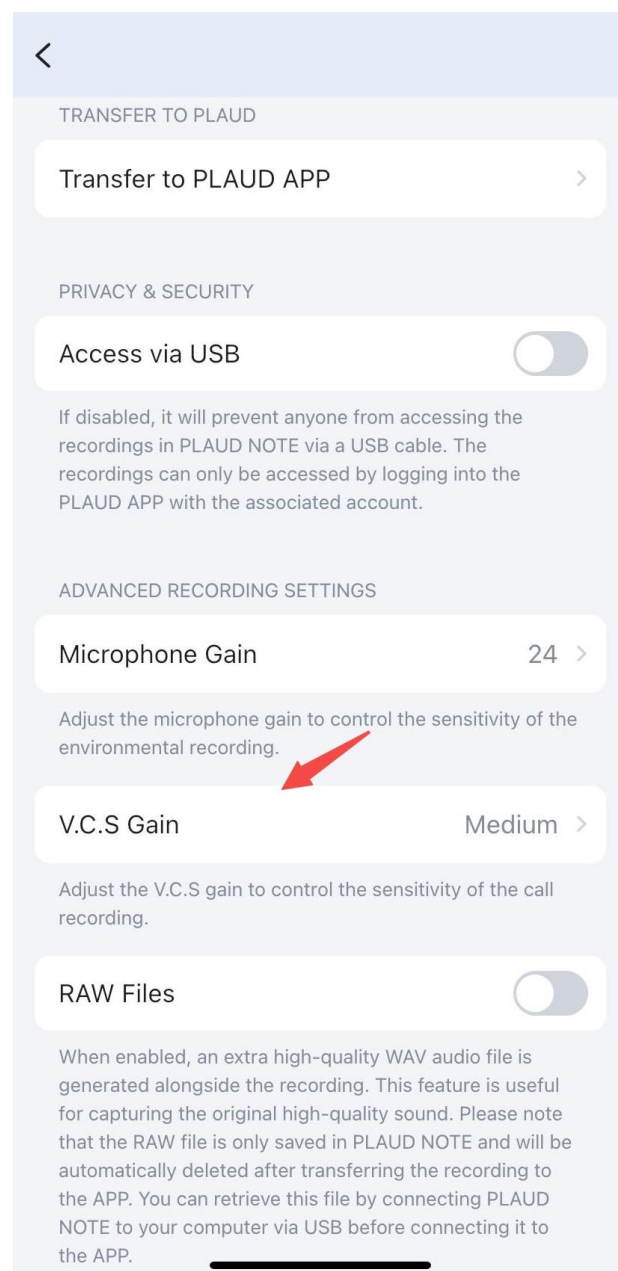 TRANSFER TO PLAUD
Transfer to PLAUD APP
PRIVACY & SECURITY
Access via USB
If disabled, it will prevent anyone from accessing the
recordings in PLAUD NOTE via a USB cable. The
recordings can only be accessed by logging into the
PLAUD APP with the associated account.
ADVANCED RECORDING SETTINGS
Microphone Gain 24
Adjust the microphone gain to control the sensitivity of the
environmental recording.
V.C.S Gain Medium
Adjust the V.C.S gain to control the sensitivity of the call
recording.
RAW Files
When enabled, an extra high-quality WAV audio file is
generated alongside the recording. This feature is useful
for capturing the original high-quality sound. Please note
that the RAW file is only saved in PLAUD NOTE and will be
automatically deleted after transferring the recording to
the APP. You can retrieve this file by connecting PLAUD
NOTE to your computer via USB before connecting it to
the APP.